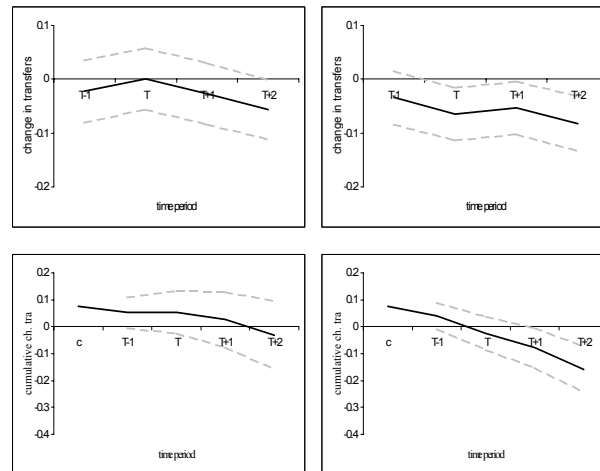 0.1
0
-0.1
-0.2
change in transfers
T-1 T T+1 T+2
time period
0.1
0
-0.1
-0.2
change in transfers
T-1 T T+1 T+2
time period
0.2
0.1
0
-0.1
-0.2
-0.3
-0.4
cumulative ch. tra
c T-1 T T+1 T+2
time period
0.2
0.1
0
-0.1
-0.2
-0.3
-0.4
cumulative ch. tra
c T-1 T T+1 T+2
time period